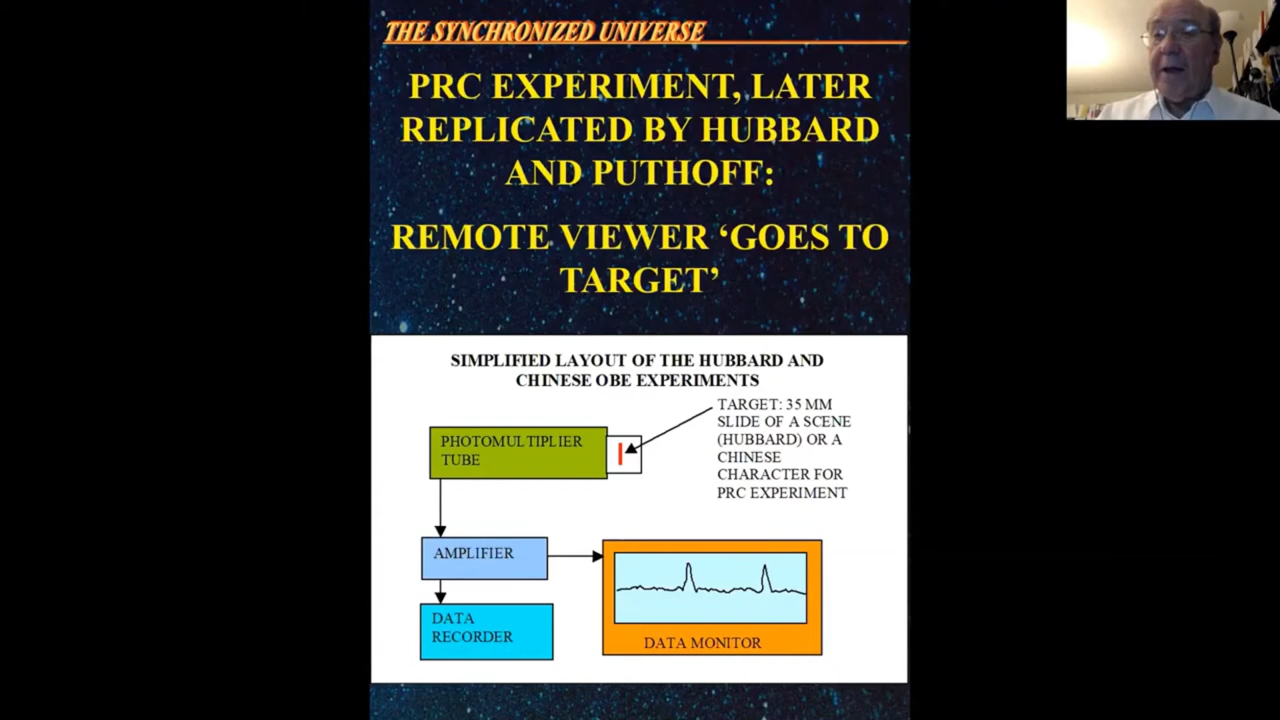 THE SYNCHRONIZED UNIVERSE
PRC EXPERIMENT, LATER
REPLICATED BY HUBBARD
AND PUTHOFF:
REMOTE VIEWER ‘GOES TO
TARGET’
SIMPLIFIED LAYOUT OF THE HUBBARD AND
CHINESE OBE EXPERIMENTS
TARGET: 35 MM
SLIDE OF A SCENE
(HUBBARD) OR A
CHINESE
CHARACTER FOR
PRC EXPERIMENT
PHOTOMULTIPLIER
TUBE
AMPLIFIER
DATA
RECORDER
DATA MONITOR